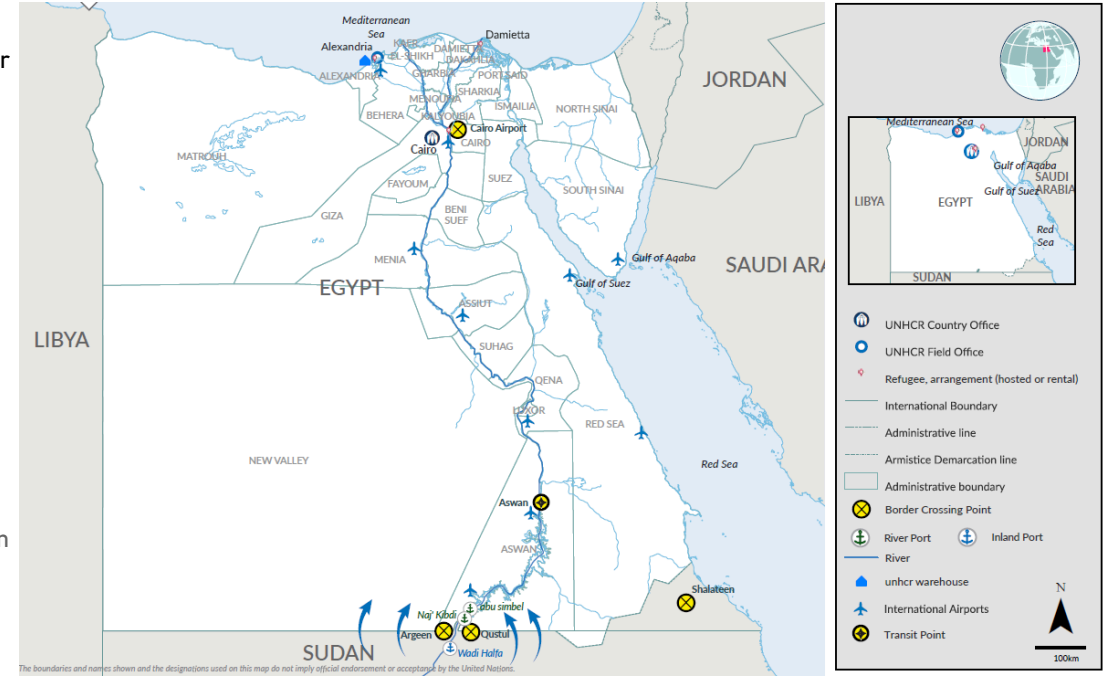 r
n
Mediterranean
Sea
Alexandria
Damietta
KAFR
EL-SHIKH
DAMIETTA
DAKAHLIA
ALEXANDRIA
GHARBIA
PORT SAID
SHARKIA
MENOUFIA
ISMAILIA
BEHERA
KALYOUBIA
NORTH SINAI
Cairo Airport
Cairo
CAIRO
MATROUH
JORDAN
SUEZ
FAYOUM
SOUTH SINAI
GIZA
BENI
SUEF
MENIA
Gulf of Aqaba
SAUDI ARA
Gulf of Suez
EGYPT
ASSIUT
LIBYA
SUHAG
QENA
LUXOR
RED SEA
NEW VALLEY
Red Sea
Aswan
ASWAN
Shalateen
abu simbel
Naj' Kibdi
Argeen
Qustul
SUDAN
Wadi Halfa
The boundaries and names shown and the designations used on this map do not imply official endorsement or acceptance by the United Nations.
Mediterranean Sea
JORDAN
Gulf of Aqaba
SAUDI
ARABIA
Gulf of Suez
LIBYA
EGYPT
Red
Sea
SUDAN
UNHCR Country Office
UNHCR Field Office
Refugee, arrangement (hosted or rental)
International Boundary
Administrative line
Armistice Demarcation line
Administrative boundary
Border Crossing Point
River Port
Inland Port
River
unhcr warehouse
International Airports
Transit Point
N
100km